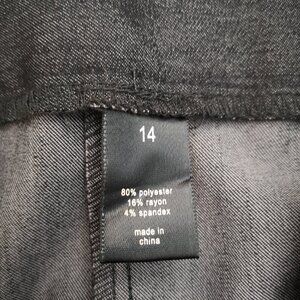 14
80% polyester
16% rayon
4% spandex
made in
china